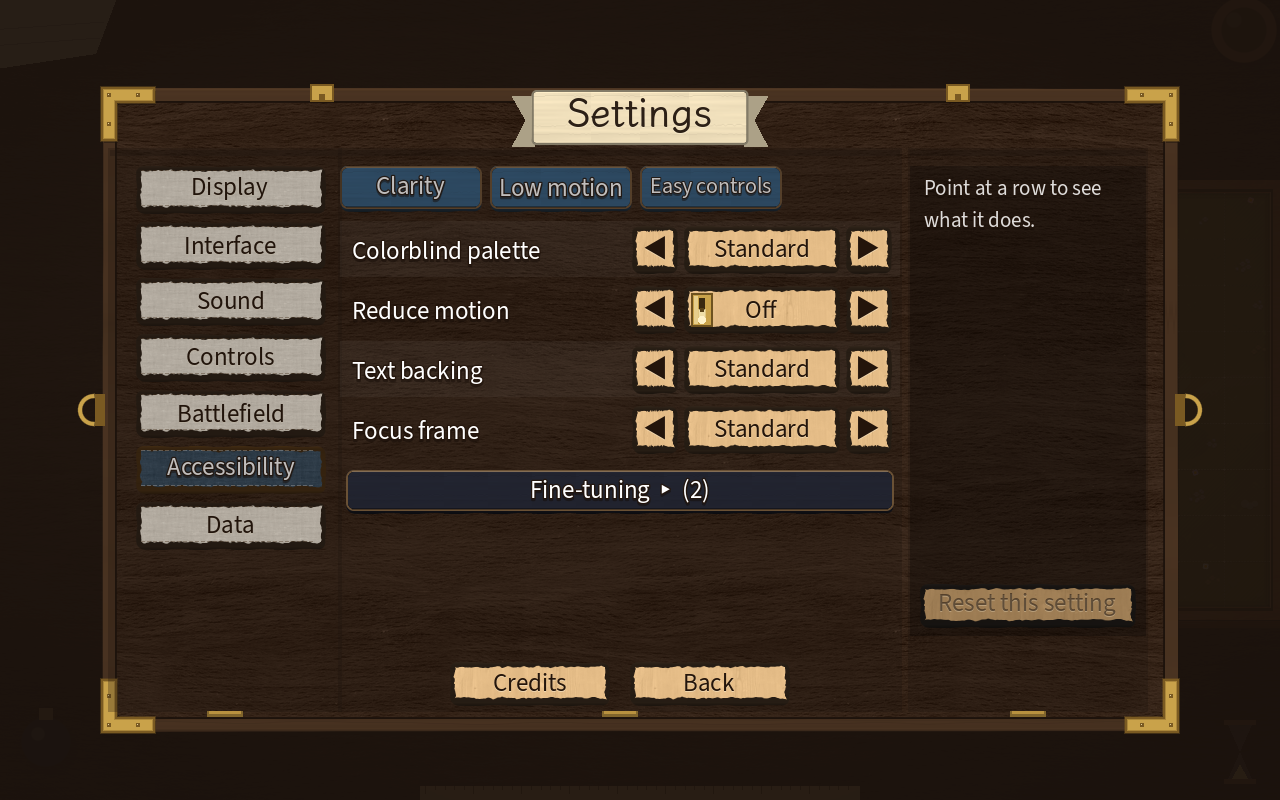 Settings
Display
Interface
Sound
Controls
Battlefield
Accessibility
Data
Clarity
Low motion
Easy controls
Colorblind palette
Standard
Reduce motion
Off
Text backing
Standard
Focus frame
Standard
Fine-tuning ▸ (2)
Point at a row to see
what it does.
Reset this setting
Credits
Back